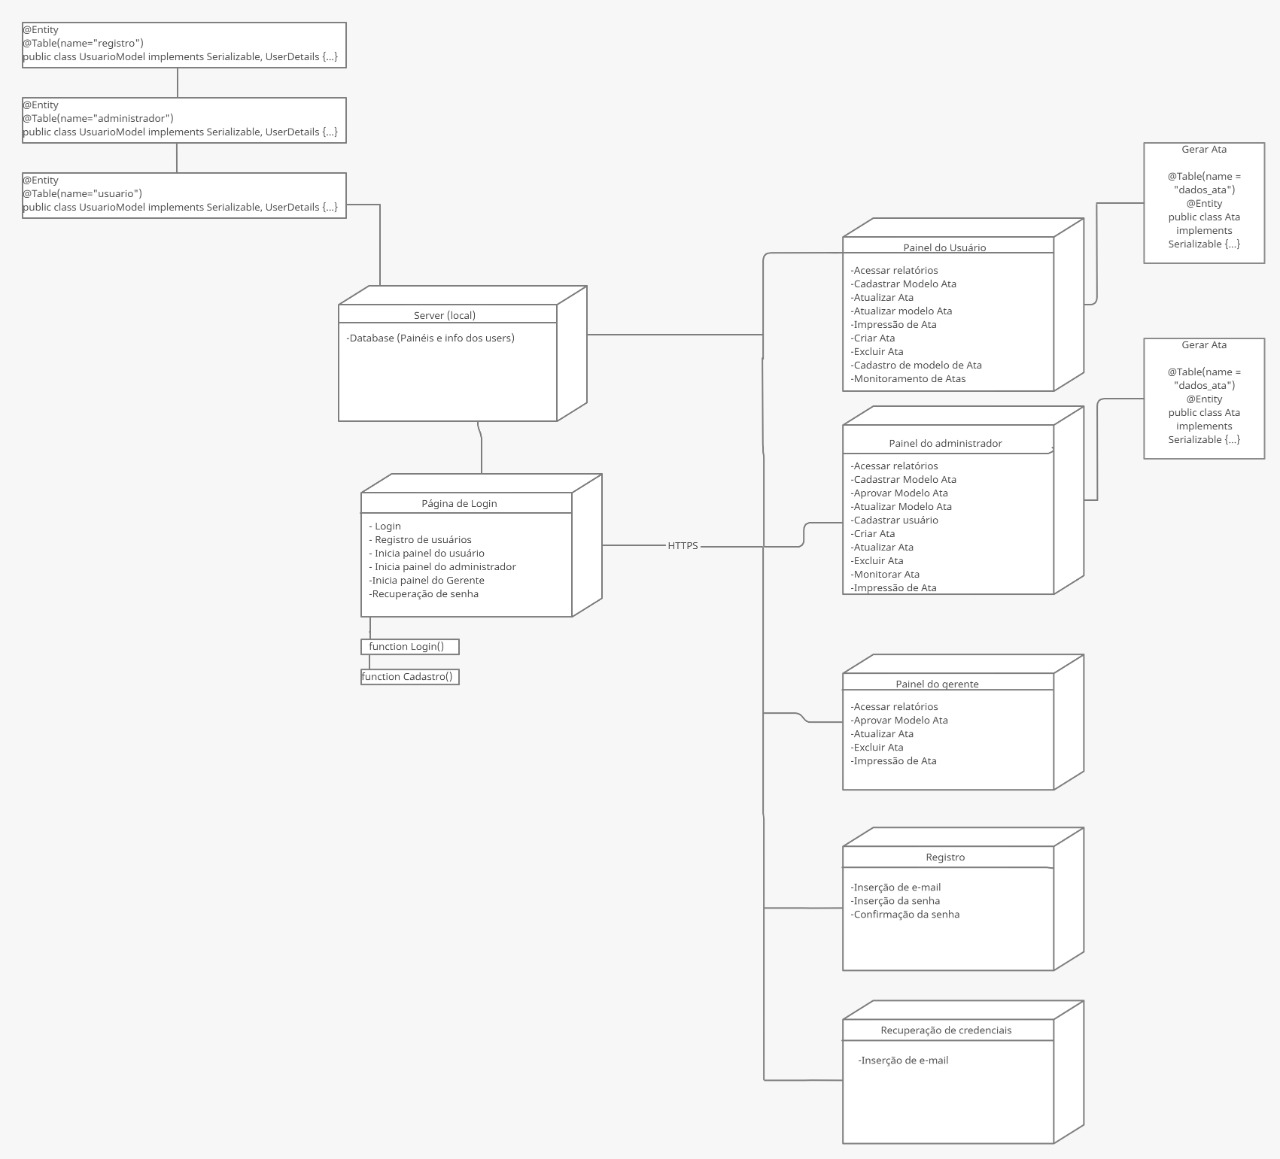 @Entity
@Table(name="registro")
public class UsuarioModel implements Serializable, UserDetails {...}
@Entity
@Table(name="administrador")
public class UsuarioModel implements Serializable, UserDetails {...}
@Entity
@Table(name="usuario")
public class UsuarioModel implements Serializable, UserDetails {...}
Server (local)
-Database (Painéis e info dos users)
Página de Login
- Login
- Registro de usuários
- Inicia painel do usuário
- Inicia painel do administrador
-Inicia painel do Gerente
-Recuperação de senha
function Login()
function Cadastro()
HTTPS
Painel do Usuário
-Acessar relatórios
-Cadastrar Modelo Ata
-Atualizar Ata
-Atualizar modelo Ata
-Impressão de Ata
-Criar Ata
-Excluir Ata
-Cadastro de modelo de Ata
-Monitoramento de Atas
Gerar Ata
@Table(name =
"dados_ata")
@Entity
public class Ata
implements
Serializable {...}
Painel do administrador
-Acessar relatórios
-Cadastrar Modelo Ata
-Aprovar Modelo Ata
-Atualizar Modelo Ata
-Cadastrar usuário
-Criar Ata
-Atualizar Ata
-Excluir Ata
-Monitorar Ata
-Impressão de Ata
Gerar Ata
@Table(name =
"dados_ata")
@Entity
public class Ata
implements
Serializable {...}
Painel do gerente
-Acessar relatórios
-Aprovar Modelo Ata
-Atualizar Ata
-Excluir Ata
-Impressão de Ata
Registro
-Inserção de e-mail
-Inserção da senha
-Confirmação da senha
Recuperação de credenciais
-Inserção de e-mail